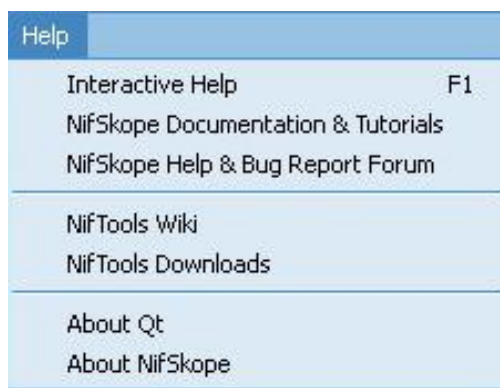 Help
Interactive Help F1
NifSkope Documentation & Tutorials
NifSkope Help & Bug Report Forum
NifTools Wiki
NifTools Downloads
About Qt
About NifSkope